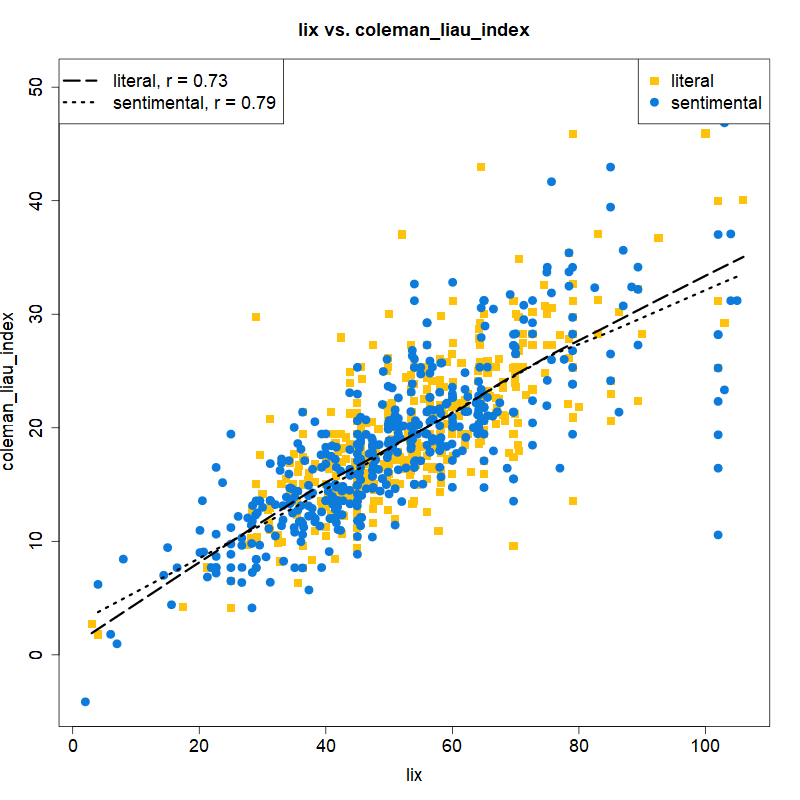 lix vs. coleman_liau_index
literal, r = 0.73
sentimental, r = 0.79
literal
sentimental
50
40
30
20
10
0
coleman_liau_index
0 20 40 60 80 100
lix